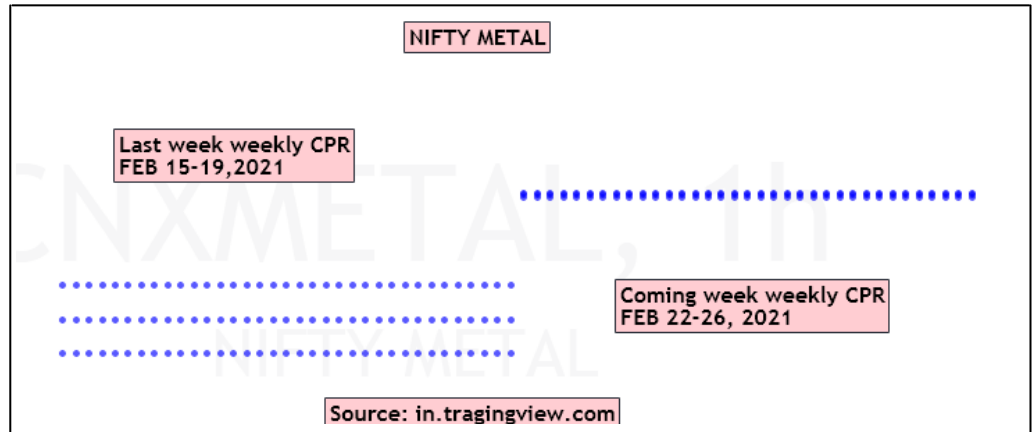 NIFTY METAL
Last week weekly CPR
FEB 15-19,2021
CNXMETAL, 1h
Coming week weekly CPR
FEB 22-26, 2021
NIFTY METAL
Source: in.tragingview.com